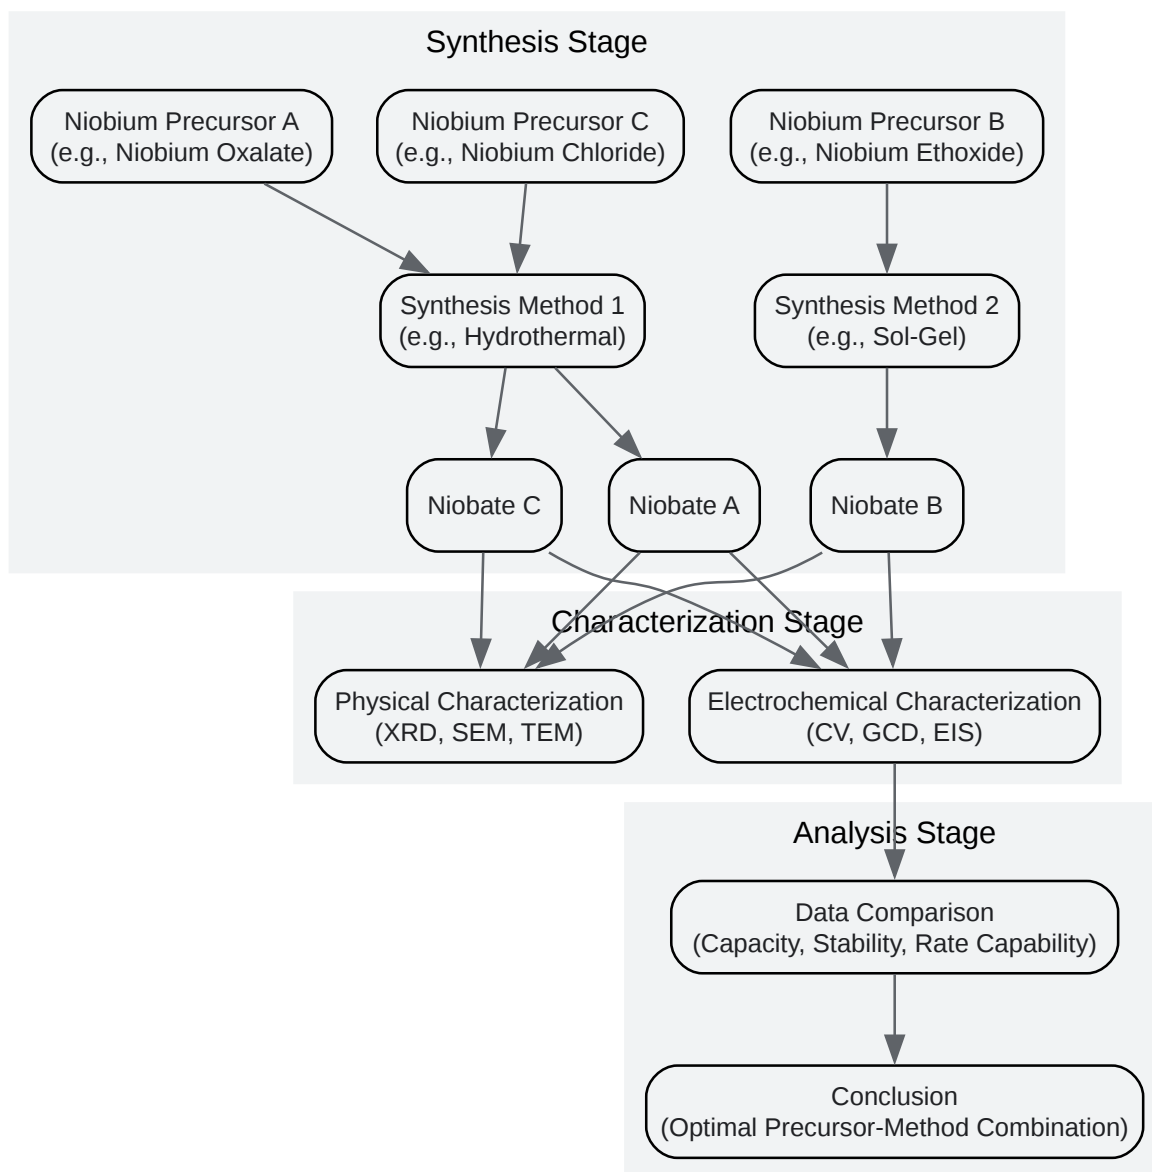 Synthesis Stage
Niobium Precursor A
(e.g., Niobium Oxalate)
Niobium Precursor C
(e.g., Niobium Chloride)
Niobium Precursor B
(e.g., Niobium Ethoxide)
Synthesis Method 1
(e.g., Hydrothermal)
Synthesis Method 2
(e.g., Sol-Gel)
Niobate C
Niobate A
Niobate B
Characterization Stage
Physical Characterization
(XRD, SEM, TEM)
Electrochemical Characterization
(CV, GCD, EIS)
Analysis Stage
Data Comparison
(Capacity, Stability, Rate Capability)
Conclusion
(Optimal Precursor-Method Combination)